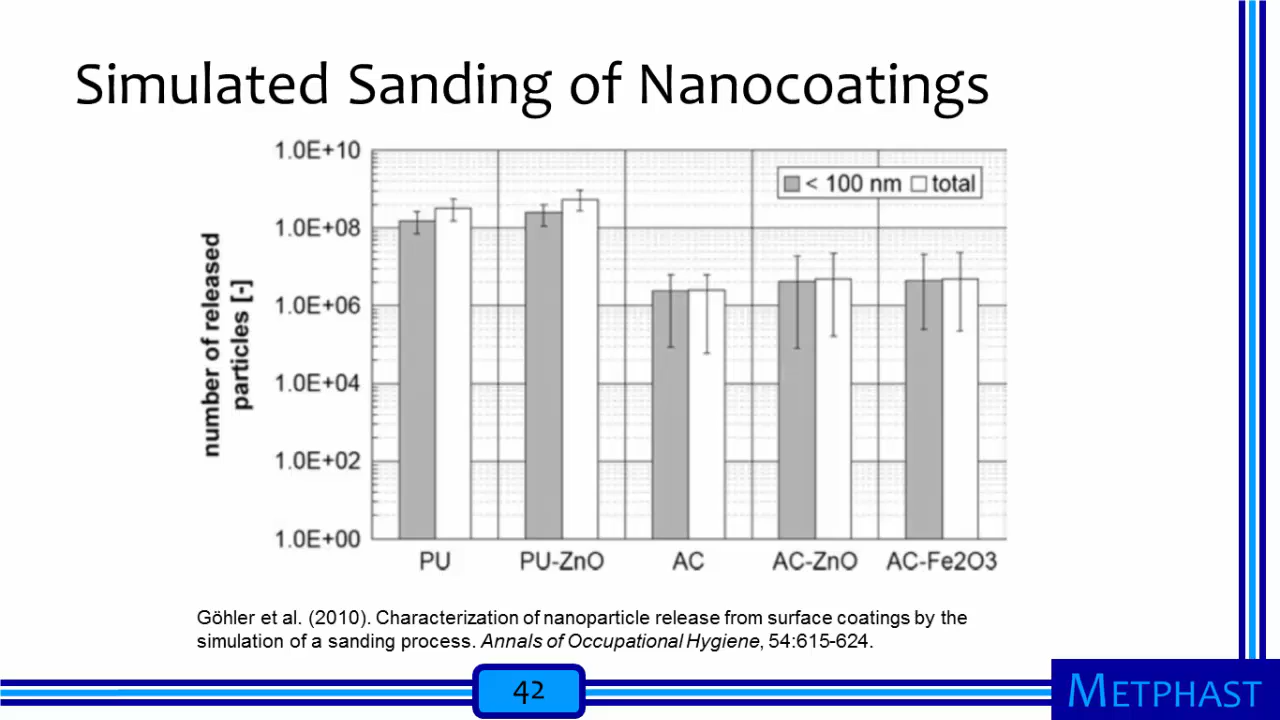 Simulated Sanding of Nanocoatings
1.0E+10
1.0E+08
1.0E+06
1.0E+04
1.0E+02
1.0E+00
number of released
particles [-]
< 100 nm total
PU PU-ZnO AC AC-ZnO AC-Fe2O3
Göhler et al. (2010). Characterization of nanoparticle release from surface coatings by the
simulation of a sanding process. Annals of Occupational Hygiene, 54:615-624.
42
METPHAST